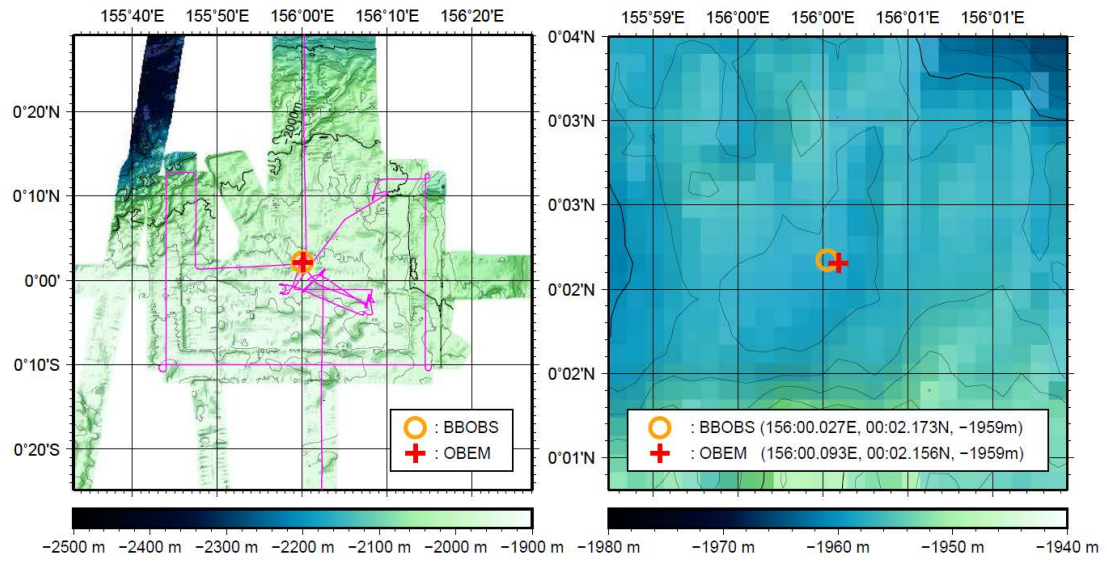 155°40'E 155°50'E 156°00'E 156°10'E 156°20'E
0°20'N
0°10'N
0°00'
0°10'S
0°20'S
2000m
: BBOBS
: OBEM
−2500 m −2400 m −2300 m −2200 m −2100 m −2000 m −1900 m
155°59'E 156°00'E 156°00'E 156°01'E 156°01'E
0°04'N
0°03'N
0°03'N
0°02'N
0°02'N
0°01'N
: BBOBS (156:00.027E, 00:02.173N, −1959m)
: OBEM (156:00.093E, 00:02.156N, −1959m)
−1980 m −1970 m −1960 m −1950 m −1940 m